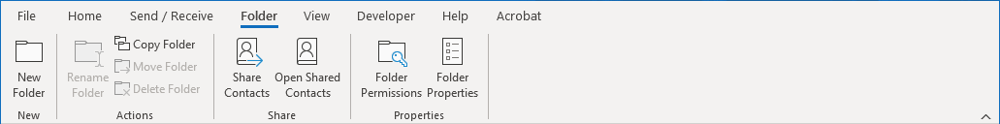 File Home Send / Receive Folder View Developer Help Acrobat
New
Folder
Rename
Folder
Copy Folder
Move Folder
Delete Folder
Share
Contacts
Open Shared
Contacts
Folder
Permissions
Folder
Properties
New Actions Share Properties